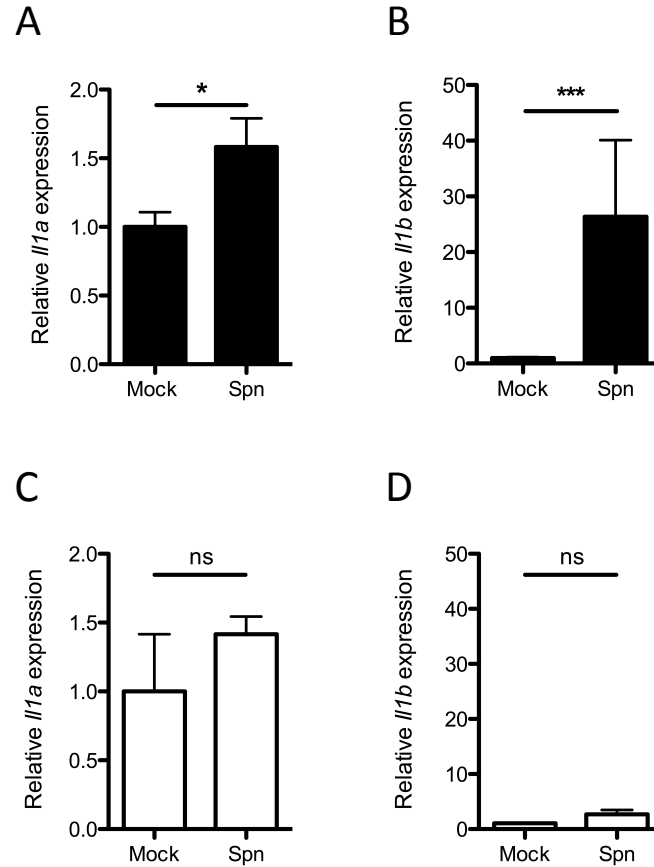 A
Relative Il1a expression
2.0
1.5
1.0
0.5
0.0
*
Mock Spn
B
Relative Il1b expression
50
40
30
20
10
0
***
Mock Spn
C
Relative Il1a expression
2.0
1.5
1.0
0.5
0.0
ns
Mock Spn
D
Relative Il1b expression
50
40
30
20
10
0
ns
Mock Spn